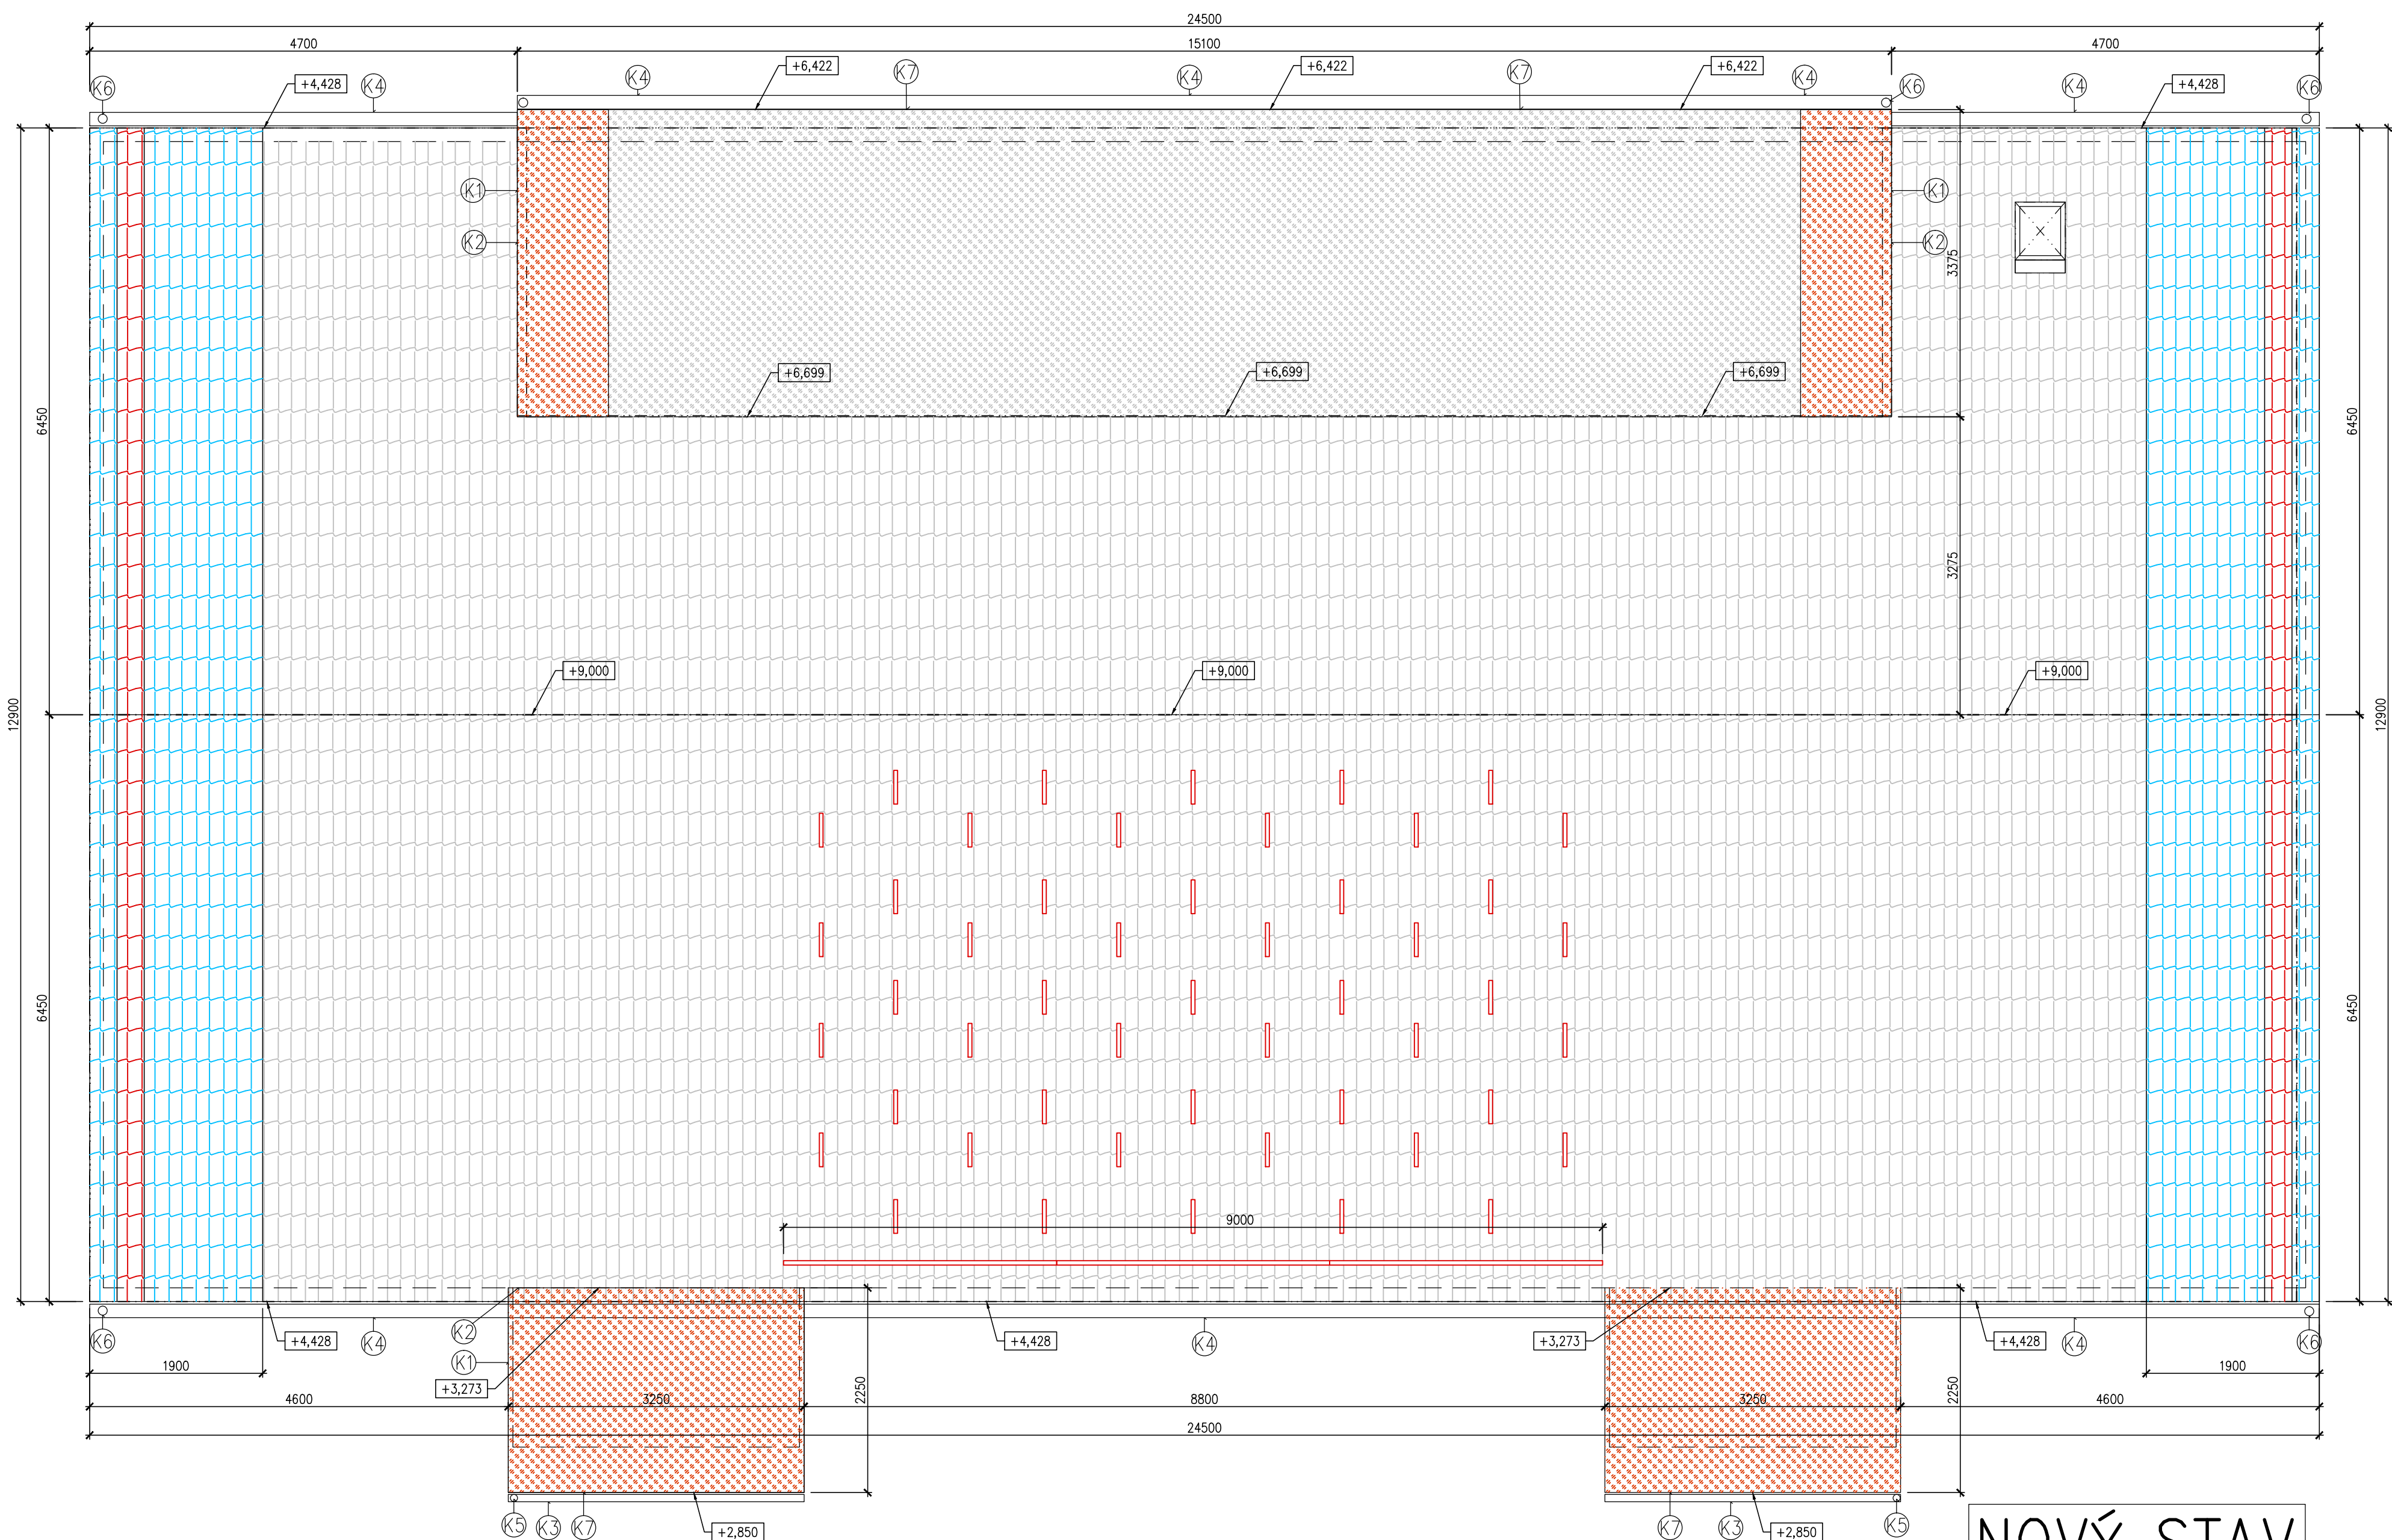 24500
4700 15100 4700
K6 +4,428 K4 K4 +6,422 K7 K4 +6,422 K7 +6,422 K4 K6 K4 +4,428 K6
K1 K1
K2 K2
3375
+6,699 +6,699 +6,699
6450 6450
3275
+9,000 +9,000 +9,000
12900 12900
6450 6450
9000
K6 +4,428 K4 K2 +4,428 K4 +3,273 +4,428 K4 K6
K1
1900 +3,273 2250 2250 1900
4600 3250 8800 3250 4600
24500
K5 K3 K7 +2,850 K7 K3 +2,850 K5
NOVÝ STAV